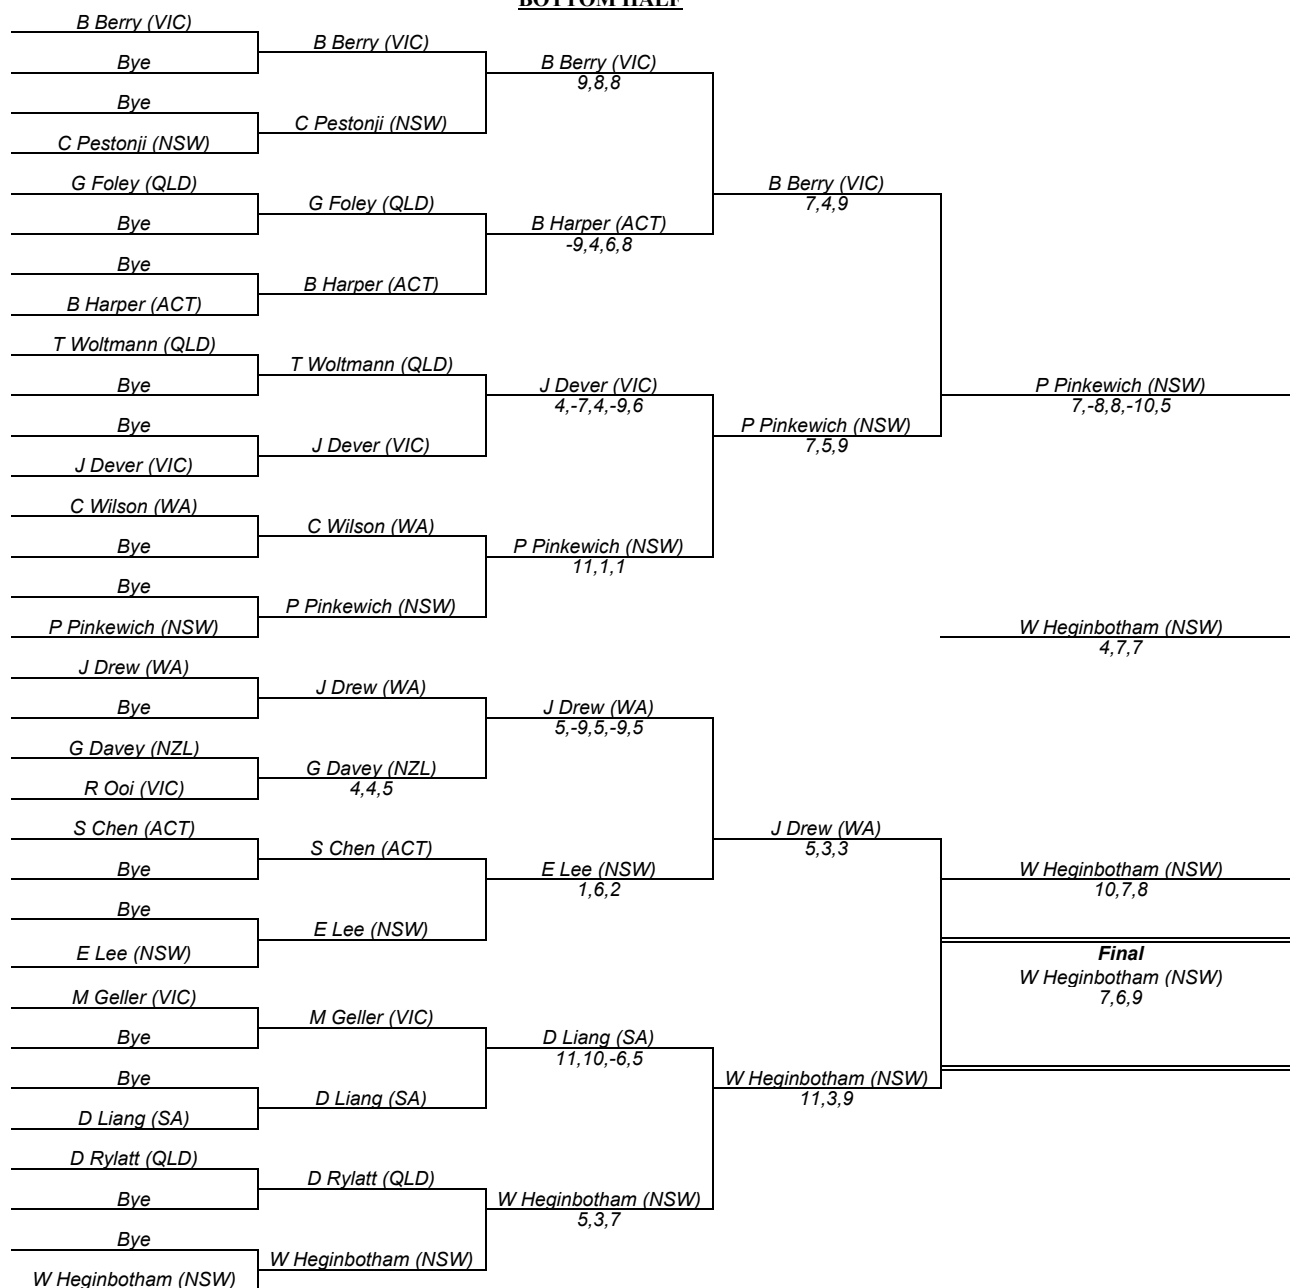 BOTTOM HALF
B Berry (VIC)
Bye
Bye
C Pestonji (NSW)
G Foley (QLD)
Bye
Bye
B Harper (ACT)
T Woltmann (QLD)
Bye
Bye
J Dever (VIC)
C Wilson (WA)
Bye
Bye
P Pinkewich (NSW)
J Drew (WA)
Bye
G Davey (NZL)
R Ooi (VIC)
S Chen (ACT)
Bye
Bye
E Lee (NSW)
M Geller (VIC)
Bye
Bye
D Liang (SA)
D Rylatt (QLD)
Bye
Bye
W Heginbotham (NSW)
B Berry (VIC)
C Pestonji (NSW)
G Foley (QLD)
B Harper (ACT)
T Woltmann (QLD)
J Dever (VIC)
C Wilson (WA)
P Pinkewich (NSW)
J Drew (WA)
G Davey (NZL)
4,4,5
S Chen (ACT)
E Lee (NSW)
M Geller (VIC)
D Liang (SA)
D Rylatt (QLD)
W Heginbotham (NSW)
B Berry (VIC)
9,8,8
B Harper (ACT)
-9,4,6,8
J Dever (VIC)
4,-7,4,-9,6
P Pinkewich (NSW)
11,1,1
J Drew (WA)
5,-9,5,-9,5
E Lee (NSW)
1,6,2
D Liang (SA)
11,10,-6,5
W Heginbotham (NSW)
5,3,7
B Berry (VIC)
7,4,9
P Pinkewich (NSW)
7,5,9
J Drew (WA)
5,3,3
W Heginbotham (NSW)
11,3,9
P Pinkewich (NSW)
7,-8,8,-10,5
W Heginbotham (NSW)
4,7,7
W Heginbotham (NSW)
10,7,8
Final
W Heginbotham (NSW)
7,6,9